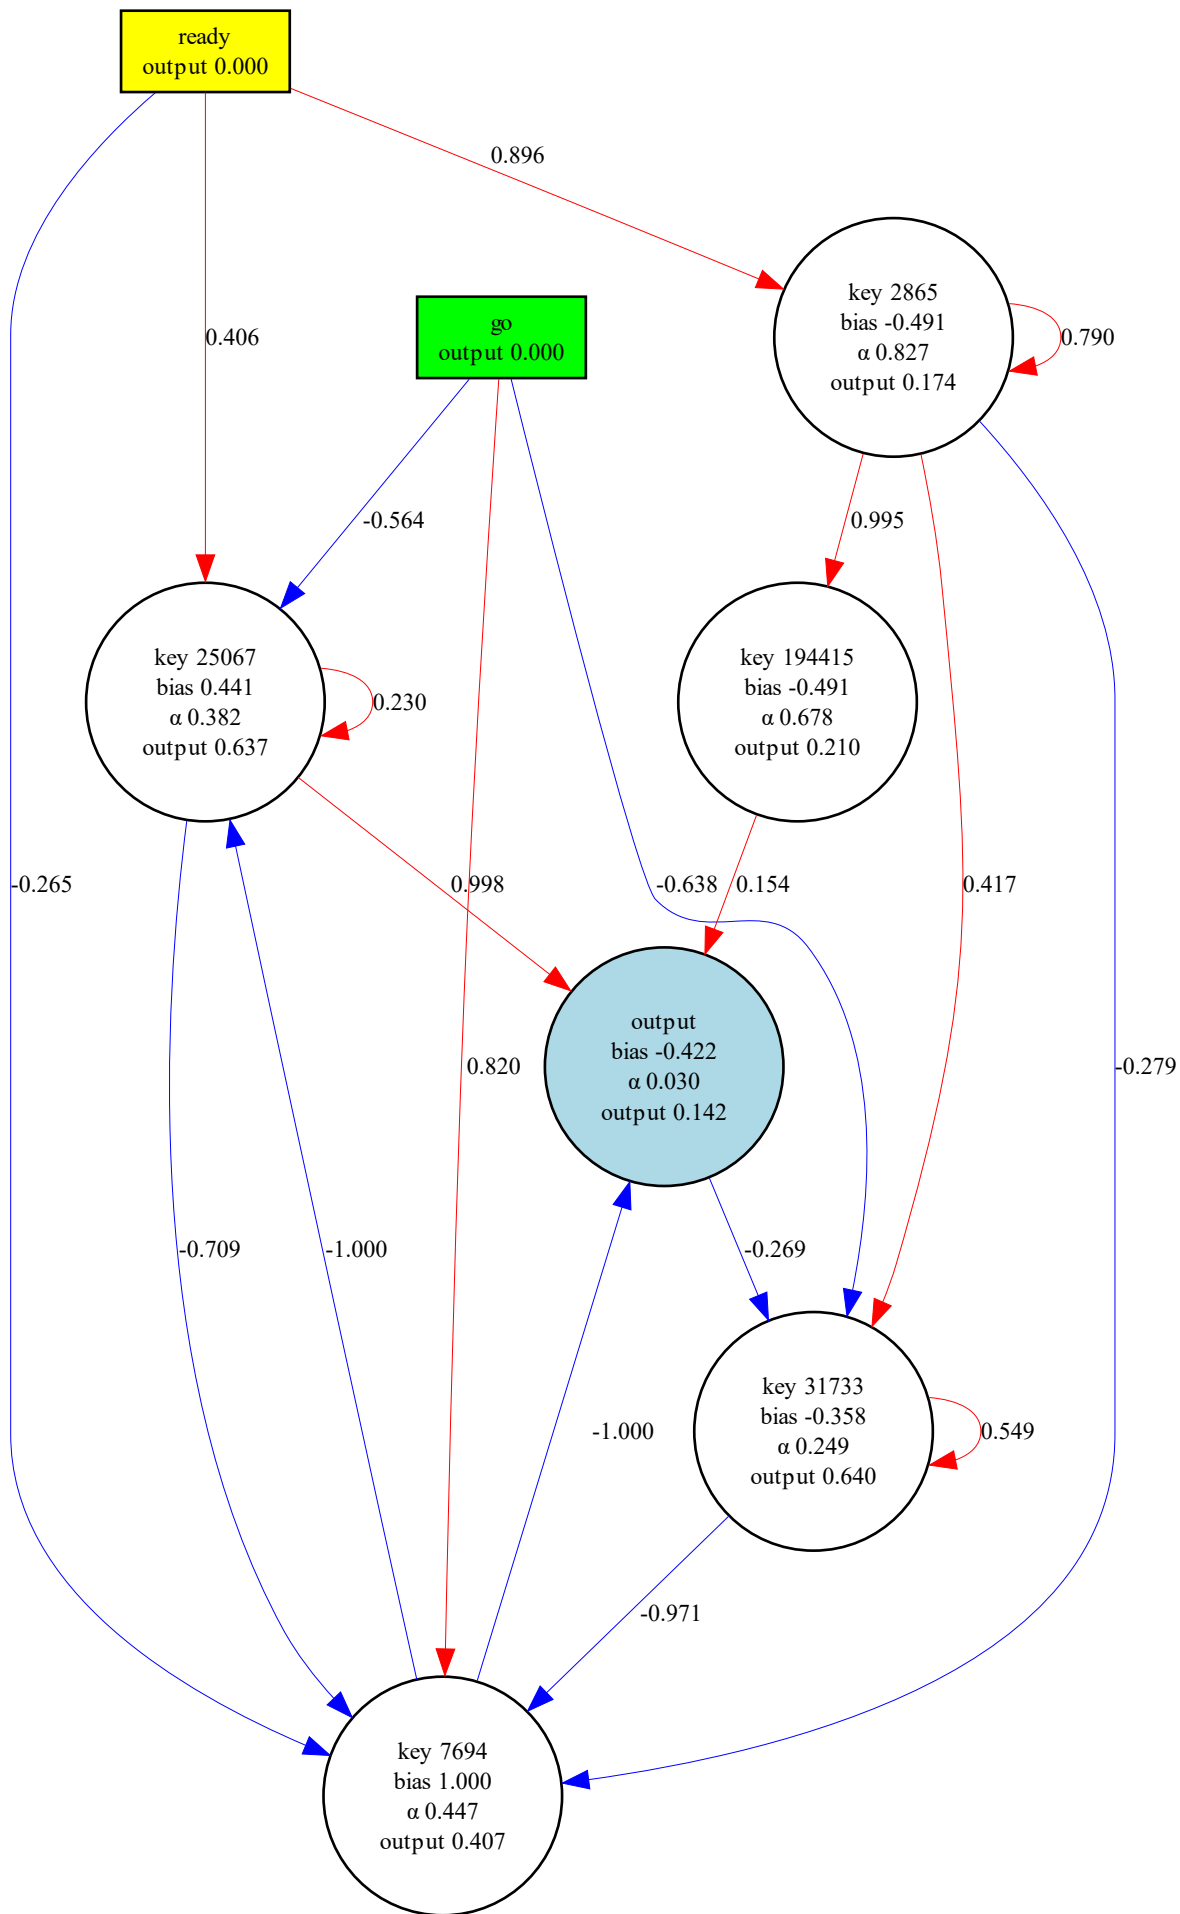 ready
output 0.000
0.896
key 2865
bias -0.491
α 0.827
output 0.174
0.790
go
output 0.000
0.406
-0.564
0.995
key 25067
bias 0.441
α 0.382
output 0.637
0.230
key 194415
bias -0.491
α 0.678
output 0.210
-0.265
0.998
-0.638
0.154
0.417
output
bias -0.422
α 0.030
output 0.142
0.820
-0.279
-0.709
-1.000
-0.269
key 31733
bias -0.358
α 0.249
output 0.640
-1.000
0.549
-0.971
key 7694
bias 1.000
α 0.447
output 0.407